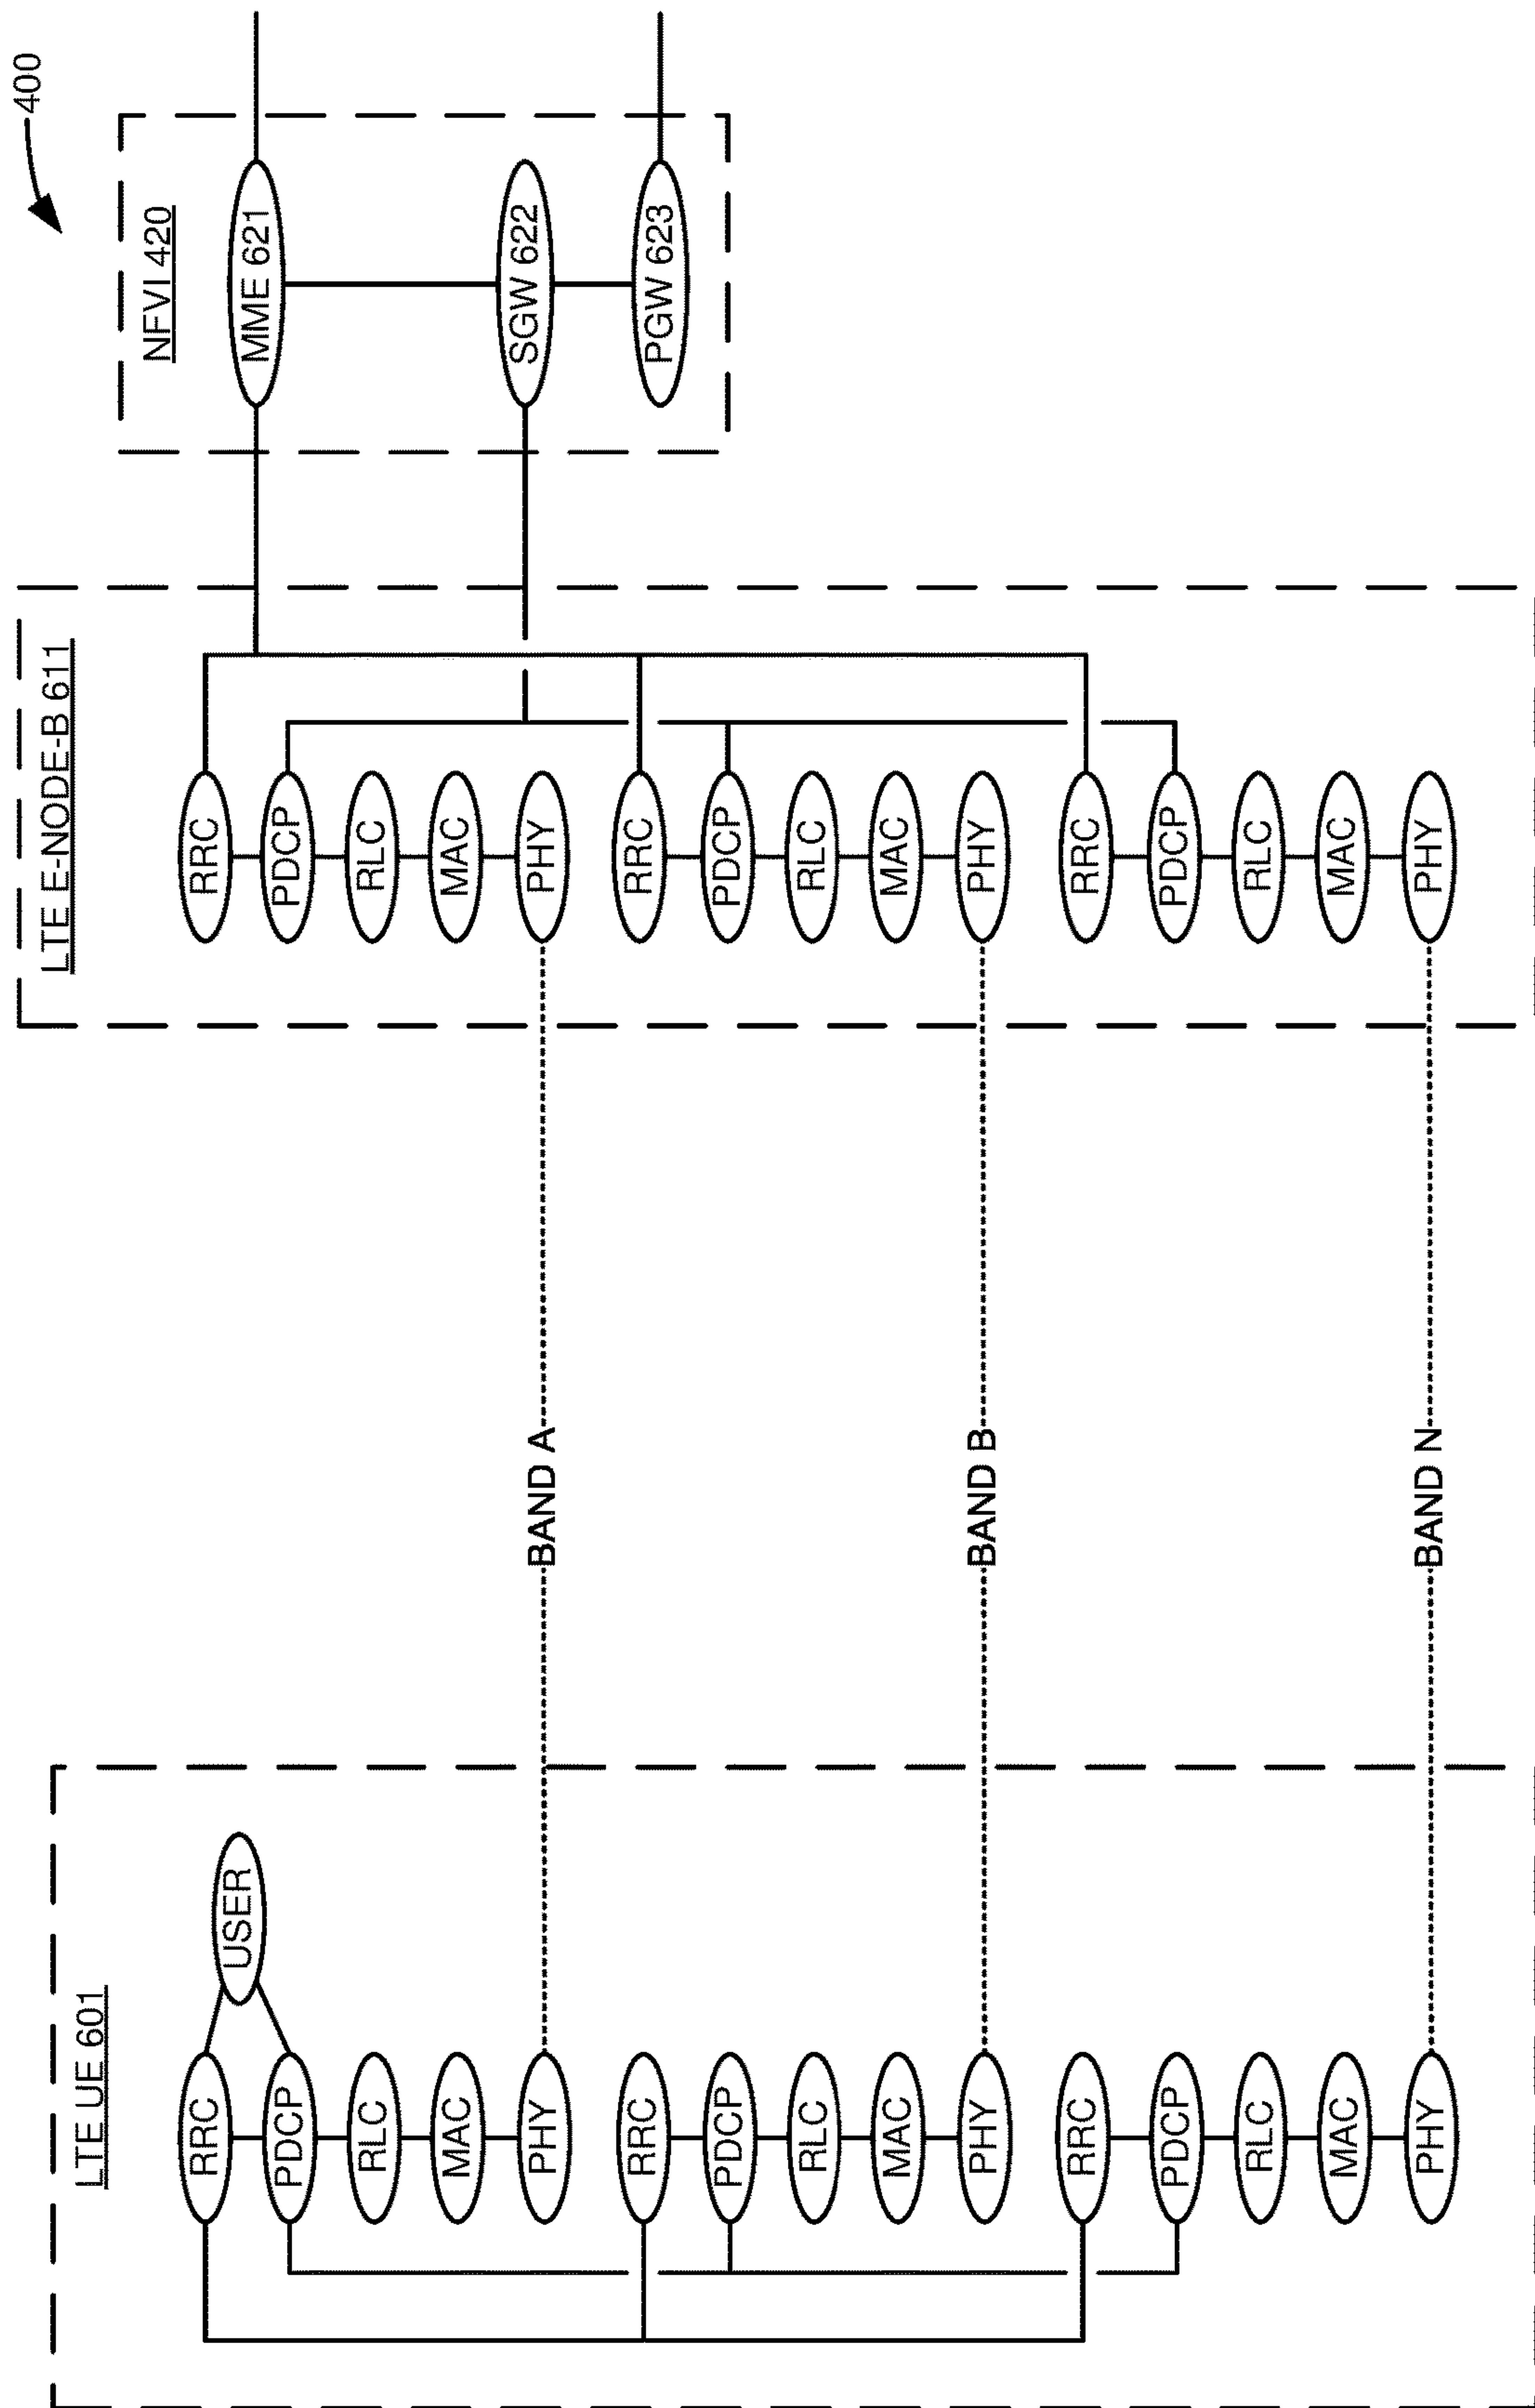 400
LTE UE 601
USER
RRC
PDCP
RLC
MAC
PHY
RRC
PDCP
RLC
MAC
PHY
RRC
PDCP
RLC
MAC
PHY
BAND A
BAND B
BAND N
LTE E-NODE-B 611
RRC
PDCP
RLC
MAC
PHY
RRC
PDCP
RLC
MAC
PHY
RRC
PDCP
RLC
MAC
PHY
NFVI 420
MME 621
SGW 622
PGW 623